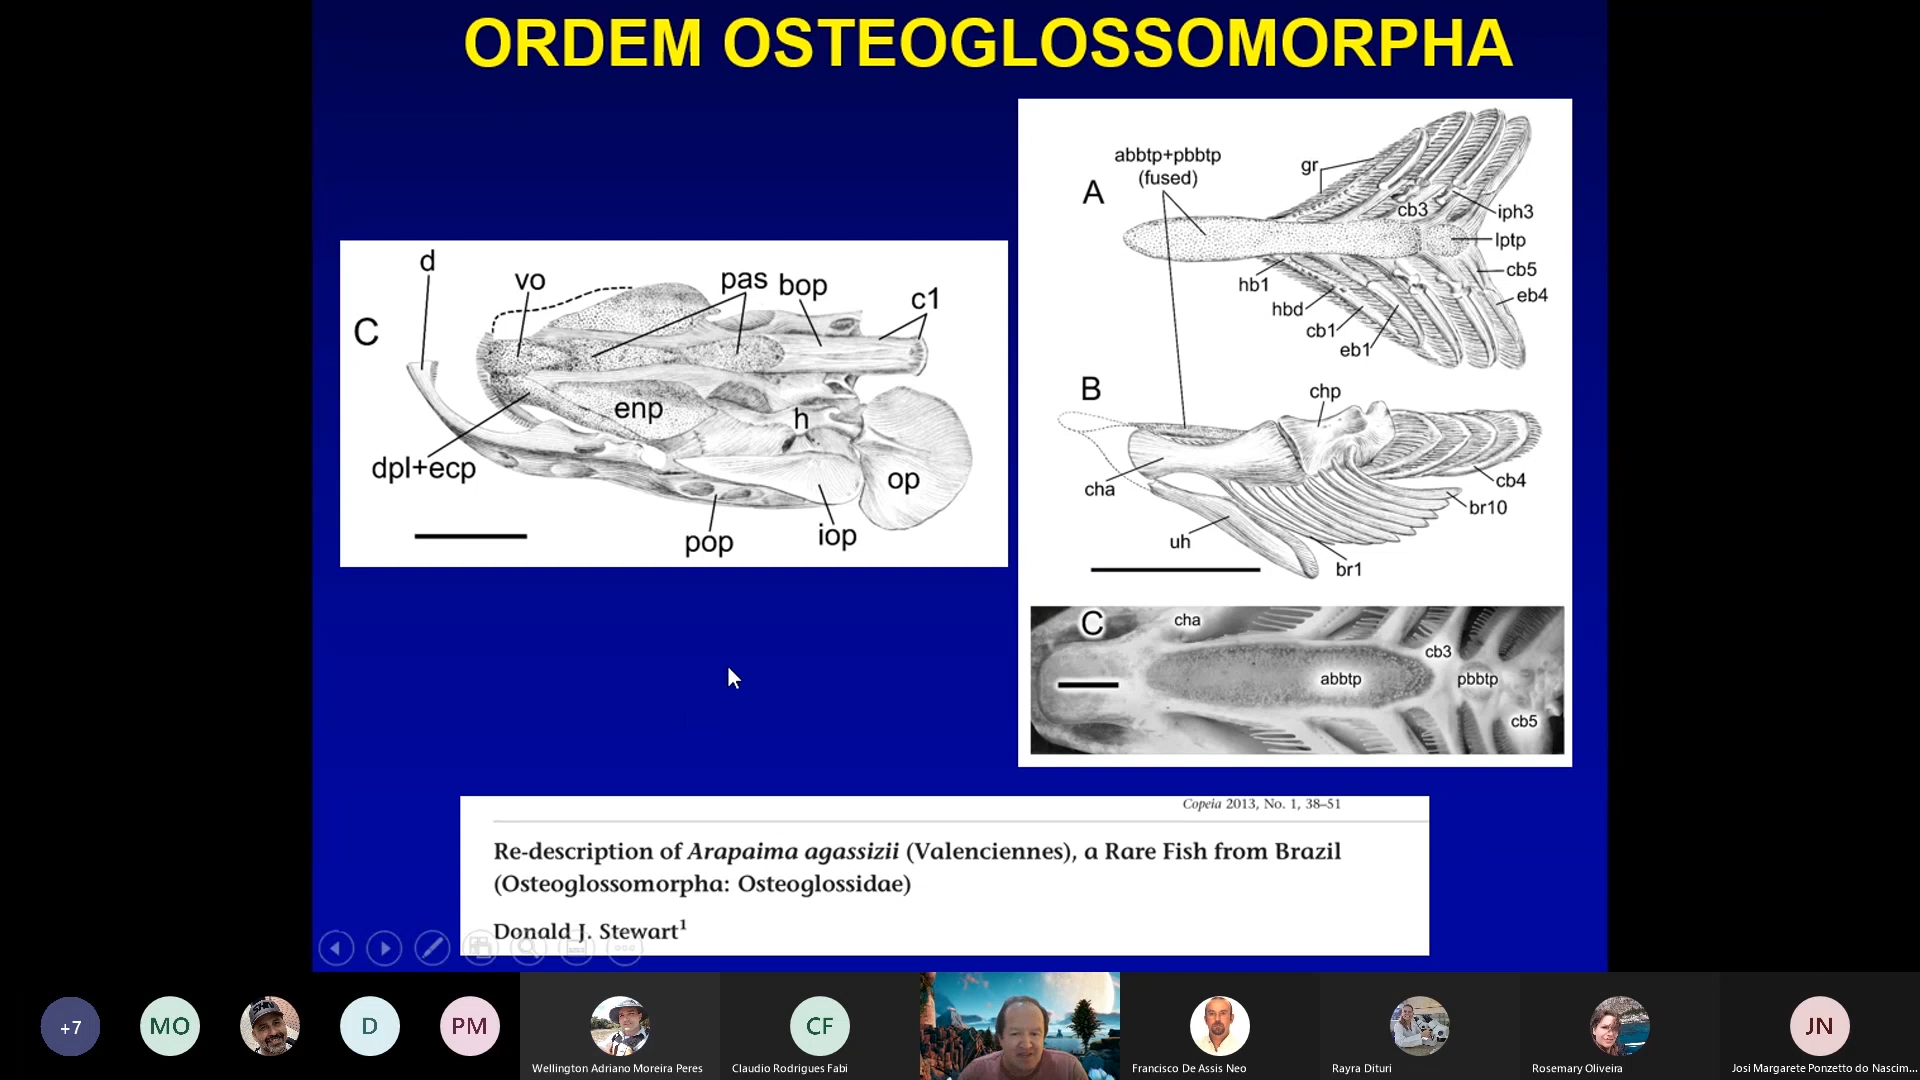 ORDEM OSTEOGLOSSOMORPHA
C
d
vo
pas
bop
c1
enp
h
dpl+ecp
op
pop
iop
A
abbtp+pbbtp
(fused)
gr
cb3
iph3
lptp
cb5
eb4
hb1
hbd
cb1
eb1
B
chp
cha
cb4
br10
uh
br1
C
cha
cb3
abbtp
pbbtp
cb5
Copeia 2013, No. 1, 38–51
Re-description of Arapaima agassizii (Valenciennes), a Rare Fish from Brazil
(Osteoglossomorpha: Osteoglossidae)
Donald J. Stewart¹
+7
MO
D
PM
CF
JN
Wellington Adriano Moreira Peres
Claudio Rodrigues Fabi
Francisco De Assis Neo
Rayra Dituri
Rosemary Oliveira
Josi Margarete Ponzetto do Nascim...